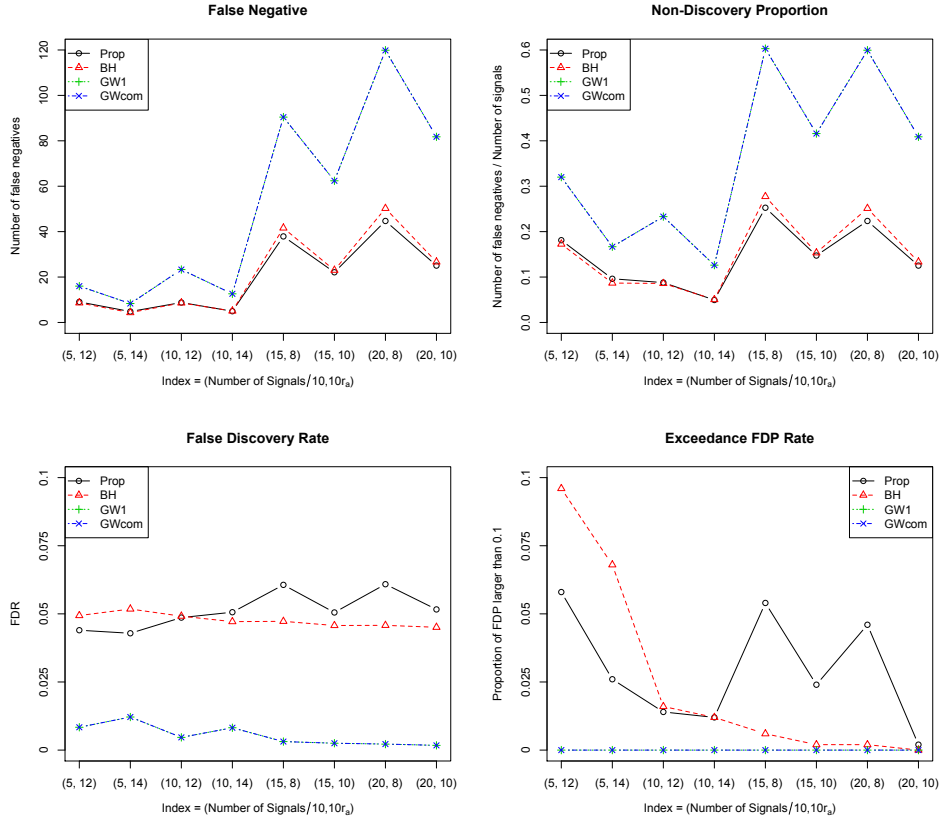 False Negative
Number of false negatives
120
100
80
60
40
20
0
Prop
BH
GW1
GWcom
(5, 12) (5, 14) (10, 12) (10, 14) (15, 8) (15, 10) (20, 8) (20, 10)
Index = (Number of Signals/10,10rₐ)
Non-Discovery Proportion
Number of false negatives / Number of signals
0.6
0.5
0.4
0.3
0.2
0.1
0.0
Prop
BH
GW1
GWcom
(5, 12) (5, 14) (10, 12) (10, 14) (15, 8) (15, 10) (20, 8) (20, 10)
Index = (Number of Signals/10,10rₐ)
False Discovery Rate
FDR
0.1
0.075
0.05
0.025
0
Prop
BH
GW1
GWcom
(5, 12) (5, 14) (10, 12) (10, 14) (15, 8) (15, 10) (20, 8) (20, 10)
Index = (Number of Signals/10,10rₐ)
Exceedance FDP Rate
Proportion of FDP larger than 0.1
0.1
0.075
0.05
0.025
0
Prop
BH
GW1
GWcom
(5, 12) (5, 14) (10, 12) (10, 14) (15, 8) (15, 10) (20, 8) (20, 10)
Index = (Number of Signals/10,10rₐ)